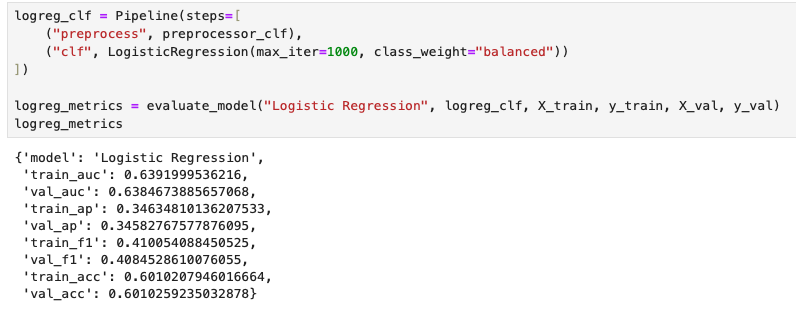 logreg_clf = Pipeline(steps=[
    ("preprocess", preprocessor_clf),
    ("clf", LogisticRegression(max_iter=1000, class_weight="balanced"))
])

logreg_metrics = evaluate_model("Logistic Regression", logreg_clf, X_train, y_train, X_val, y_val)
logreg_metrics
{'model': 'Logistic Regression',
 'train_auc': 0.6391999536216,
 'val_auc': 0.6384673885657068,
 'train_ap': 0.34634810136207533,
 'val_ap': 0.34582767577876095,
 'train_f1': 0.410054088450525,
 'val_f1': 0.4084528610076055,
 'train_acc': 0.6010207946016664,
 'val_acc': 0.6010259235032878}